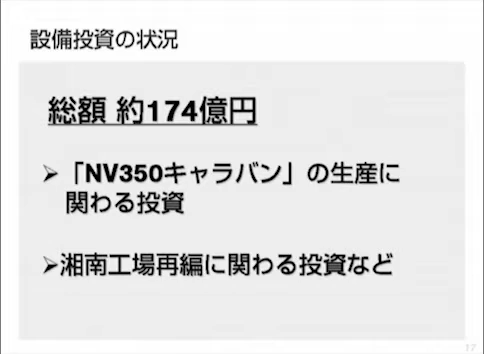 設備投資の状況
総額 約174億円
➢「NV350キャラバン」の生産に
関わる投資
➢湘南工場再編に関わる投資など
17